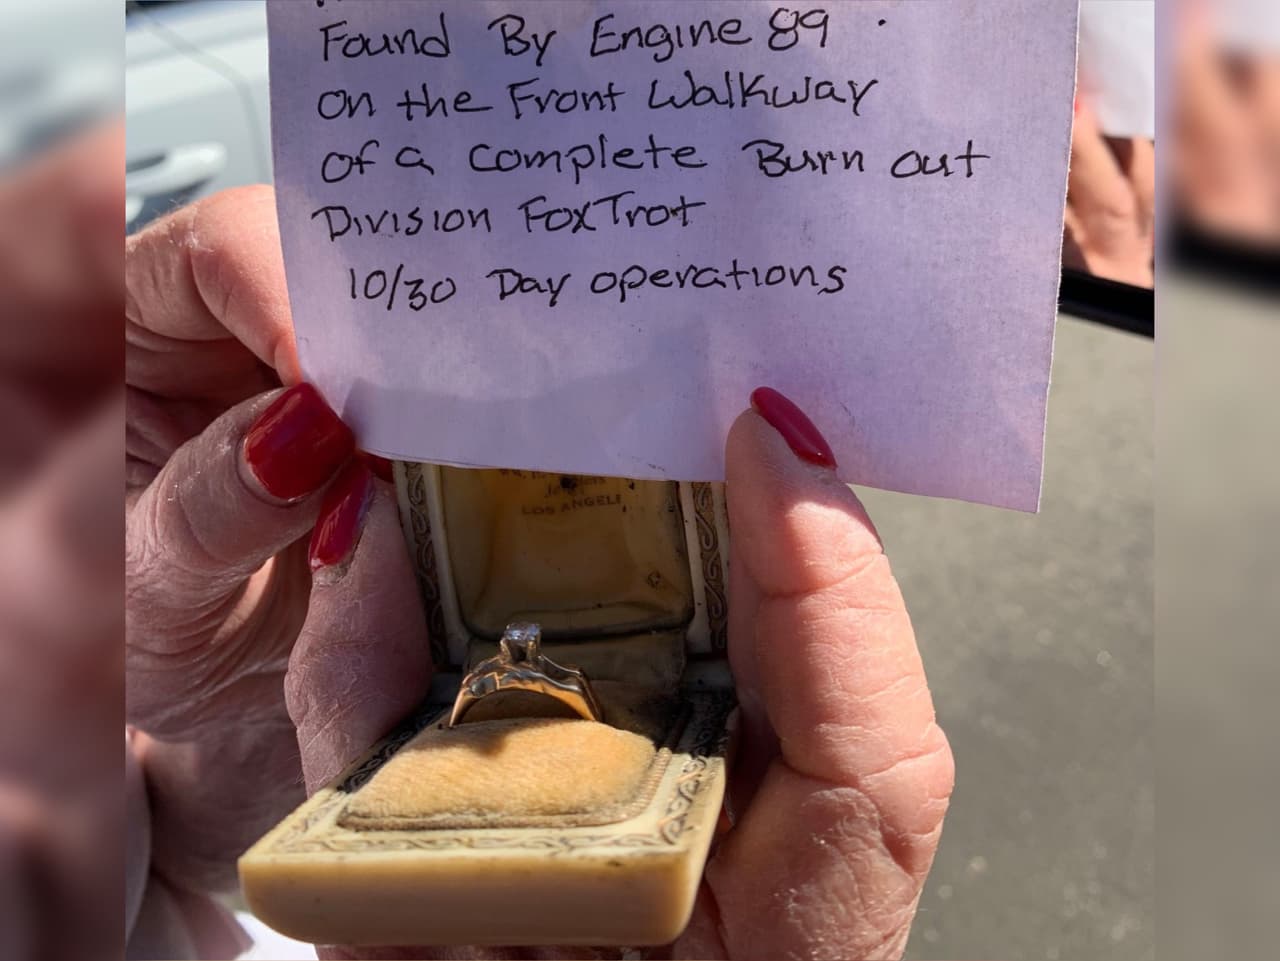 Found By Engine 89 .
on the Front Walkway
of a complete Burn out
Division FoxTrot
10/30 Day operations
LOS ANGEL